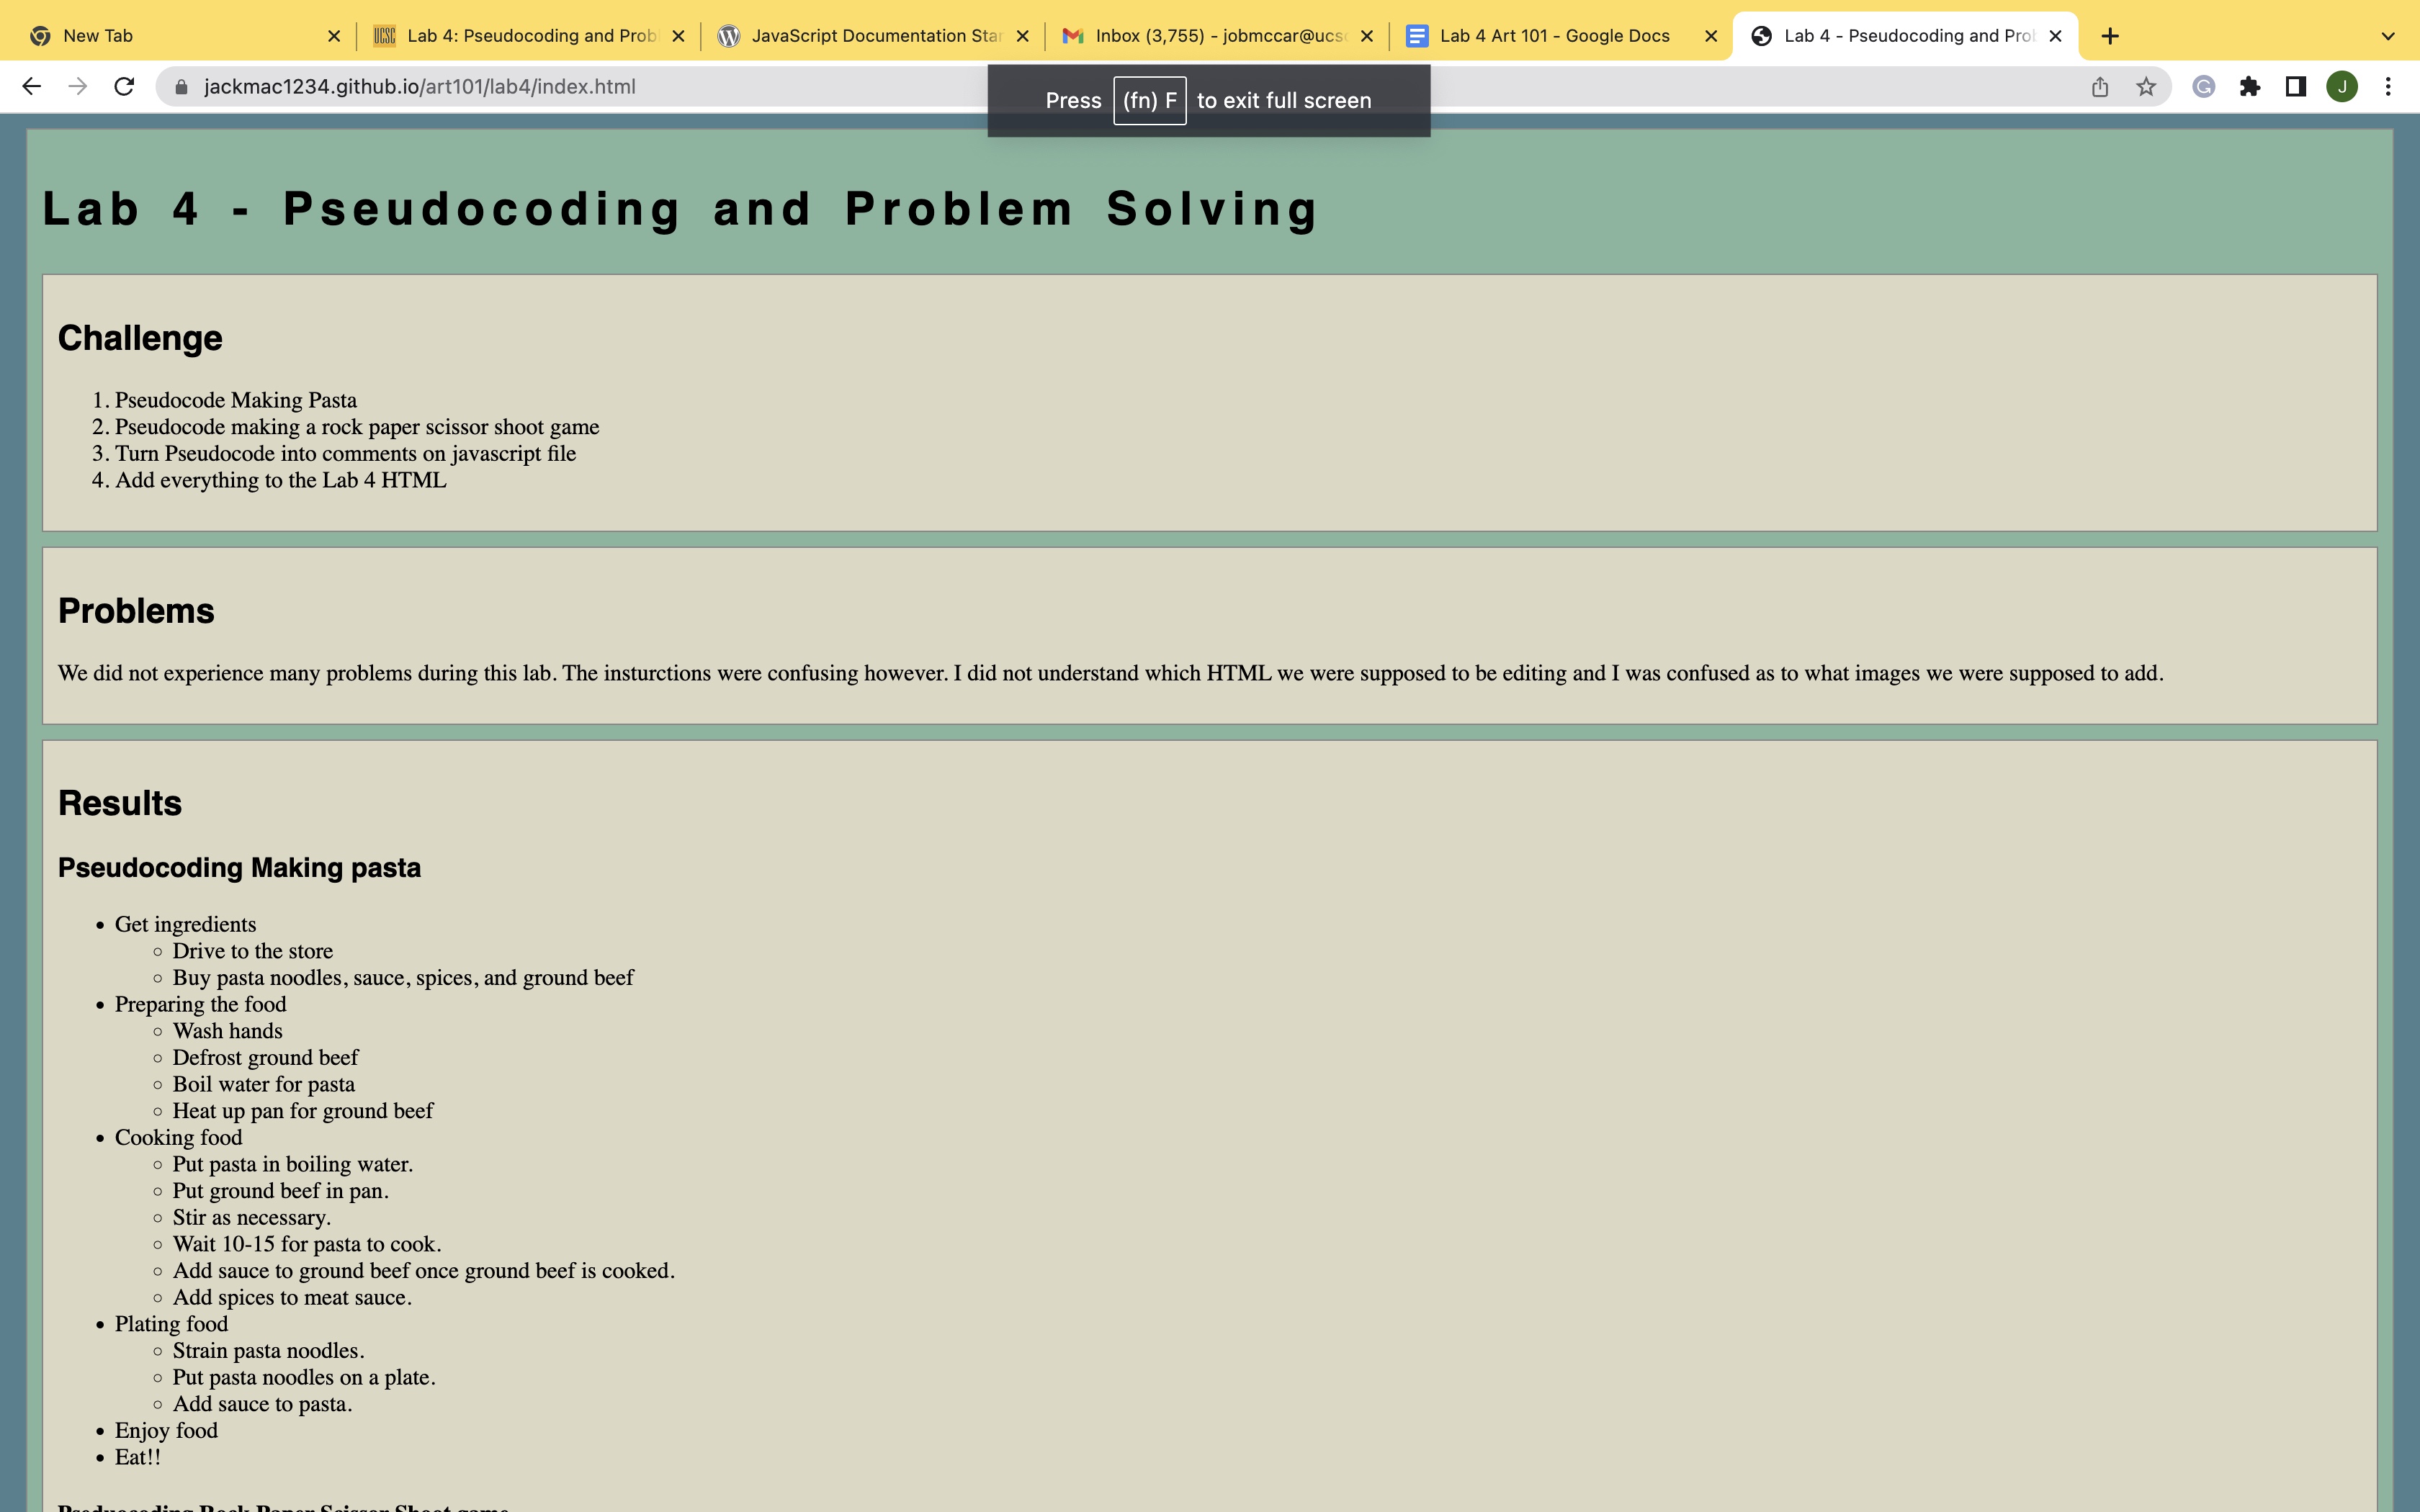 New Tab
Lab 4: Pseudocoding and Probl
JavaScript Documentation Star
Inbox (3,755) - jobmccar@ucsc
Lab 4 Art 101 - Google Docs
Lab 4 - Pseudocoding and Prob
jackmac1234.github.io/art101/lab4/index.html
Press (fn) F to exit full screen
J
Lab 4 - Pseudocoding and Problem Solving
Challenge
1. Pseudocode Making Pasta
2. Pseudocode making a rock paper scissor shoot game
3. Turn Pseudocode into comments on javascript file
4. Add everything to the Lab 4 HTML
Problems
We did not experience many problems during this lab. The insturctions were confusing however. I did not understand which HTML we were supposed to be editing and I was confused as to what images we were supposed to add.
Results
Pseudocoding Making pasta
• Get ingredients
◦ Drive to the store
◦ Buy pasta noodles, sauce, spices, and ground beef
• Preparing the food
◦ Wash hands
◦ Defrost ground beef
◦ Boil water for pasta
◦ Heat up pan for ground beef
• Cooking food
◦ Put pasta in boiling water.
◦ Put ground beef in pan.
◦ Stir as necessary.
◦ Wait 10-15 for pasta to cook.
◦ Add sauce to ground beef once ground beef is cooked.
◦ Add spices to meat sauce.
• Plating food
◦ Strain pasta noodles.
◦ Put pasta noodles on a plate.
◦ Add sauce to pasta.
• Enjoy food
• Eat!!
Rock Paper Scissor Shoot game